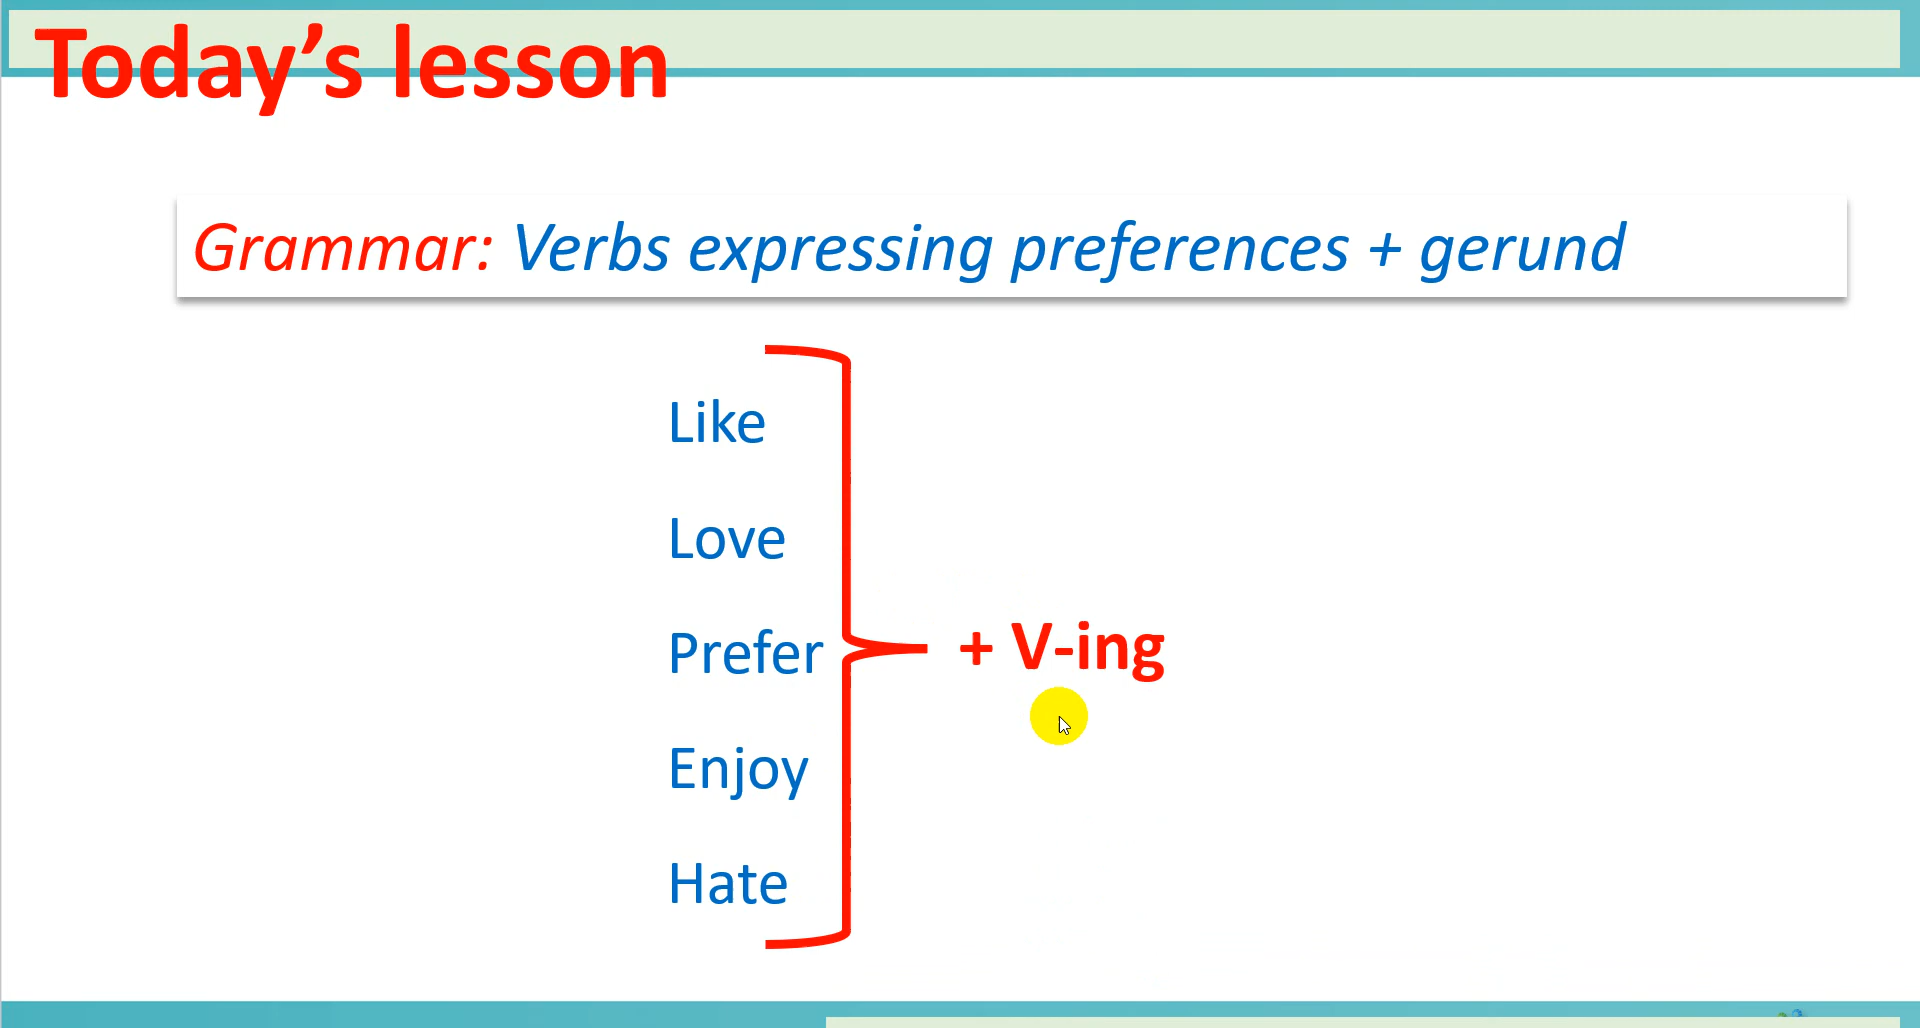 Today’s lesson
Grammar: Verbs expressing preferences + gerund
Like
Love
Prefer
+ V-ing
Enjoy
Hate